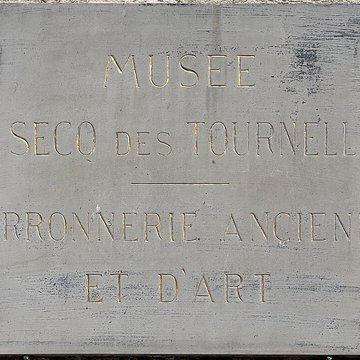 MUSEE
SECQ DES TOURNELL
RRONNERIE ANCIEN
ET D'ART